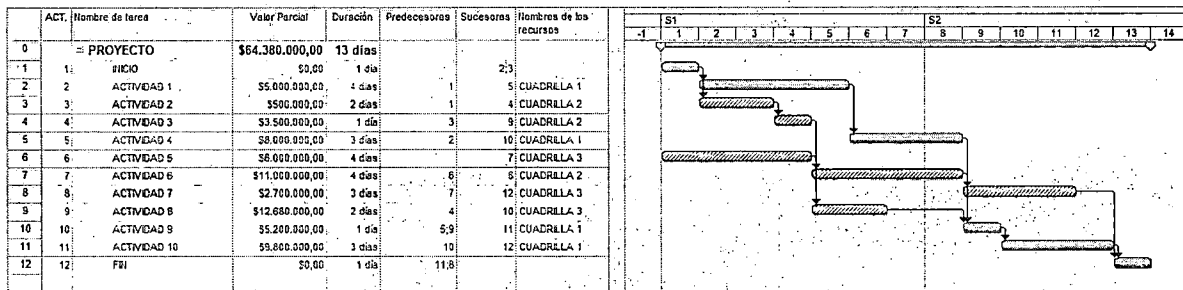 ACT. Nombre de tarea Valor Parcial Duración Predecesoras Sucesoras Nombres de los recursos S1 S2
-1 1 2 3 4 5 6 7 8 9 10 11 12 13 14
0 PROYECTO $64.380.000,00 13 días
1 1 INICIO $0,00 1 día 2;3
2 2 ACTIVIDAD 1 $5.000.000,00 4 días 1 5 CUADRILLA 1
3 3 ACTIVIDAD 2 $500.000,00 2 días 1 4 CUADRILLA 2
4 4 ACTIVIDAD 3 $3.500.000,00 1 día 3 9 CUADRILLA 2
5 5 ACTIVIDAD 4 $8.000.000,00 3 días 2 10 CUADRILLA 1
6 6 ACTIVIDAD 5 $6.000.000,00 4 días 7 CUADRILLA 3
7 7 ACTIVIDAD 6 $11.000.000,00 4 días 6 8 CUADRILLA 2
8 8 ACTIVIDAD 7 $2.700.000,00 3 días 7 12 CUADRILLA 3
9 9 ACTIVIDAD 8 $12.680.000,00 2 días 4 10 CUADRILLA 3
10 10 ACTIVIDAD 9 $5.200.000,00 1 día 5;9 11 CUADRILLA 1
11 11 ACTIVIDAD 10 $9.800.000,00 3 días 10 12 CUADRILLA 1
12 12 FIN $0,00 1 día 11;8